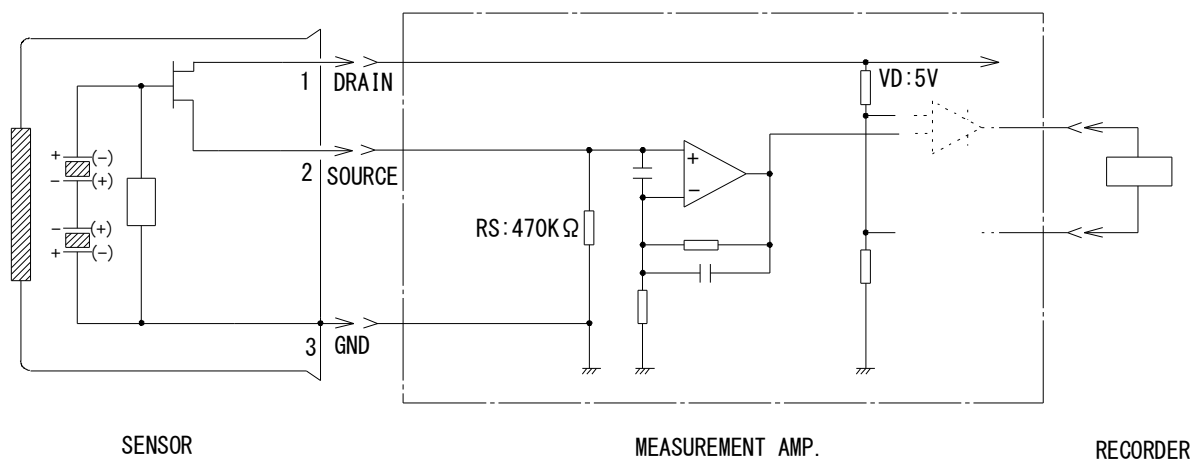 1 DRAIN
VD:5V
+ (-)
- (+)
2 SOURCE
+
-
RS:470KΩ
- (+)
+ (-)
3 GND
SENSOR
MEASUREMENT AMP.
RECORDER